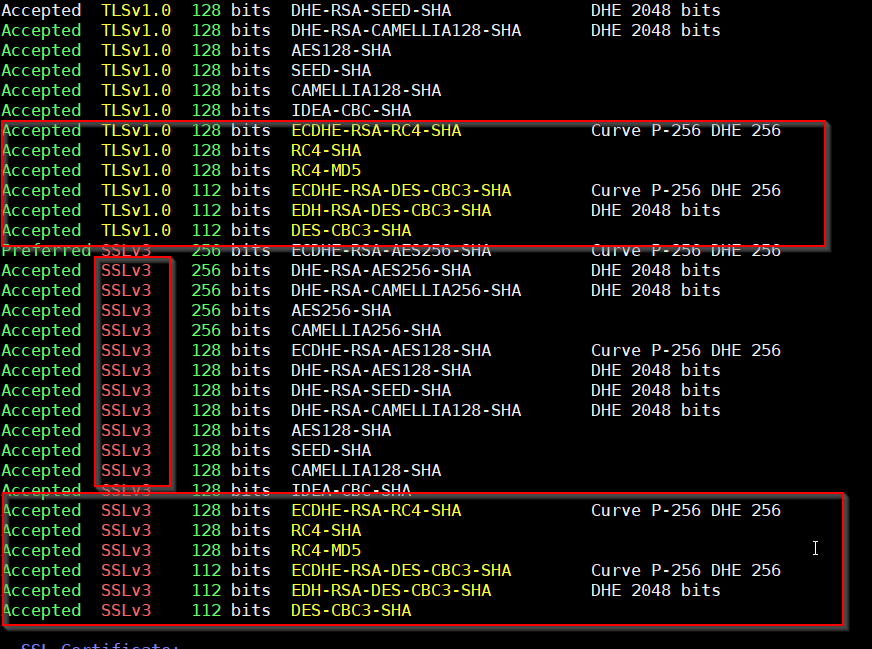 Accepted TLSv1.0 128 bits DHE-RSA-SEED-SHA DHE 2048 bits
Accepted TLSv1.0 128 bits DHE-RSA-CAMELLIA128-SHA DHE 2048 bits
Accepted TLSv1.0 128 bits AES128-SHA
Accepted TLSv1.0 128 bits SEED-SHA
Accepted TLSv1.0 128 bits CAMELLIA128-SHA
Accepted TLSv1.0 128 bits IDEA-CBC-SHA
Accepted TLSv1.0 128 bits ECDHE-RSA-RC4-SHA Curve P-256 DHE 256
Accepted TLSv1.0 128 bits RC4-SHA
Accepted TLSv1.0 128 bits RC4-MD5
Accepted TLSv1.0 112 bits ECDHE-RSA-DES-CBC3-SHA Curve P-256 DHE 256
Accepted TLSv1.0 112 bits EDH-RSA-DES-CBC3-SHA DHE 2048 bits
Accepted TLSv1.0 112 bits DES-CBC3-SHA
Preferred SSLv3 256 bits ECDHE-RSA-AES256-SHA Curve P-256 DHE 256
Accepted SSLv3 256 bits DHE-RSA-AES256-SHA DHE 2048 bits
Accepted SSLv3 256 bits DHE-RSA-CAMELLIA256-SHA DHE 2048 bits
Accepted SSLv3 256 bits AES256-SHA
Accepted SSLv3 256 bits CAMELLIA256-SHA
Accepted SSLv3 128 bits ECDHE-RSA-AES128-SHA Curve P-256 DHE 256
Accepted SSLv3 128 bits DHE-RSA-AES128-SHA DHE 2048 bits
Accepted SSLv3 128 bits DHE-RSA-SEED-SHA DHE 2048 bits
Accepted SSLv3 128 bits DHE-RSA-CAMELLIA128-SHA DHE 2048 bits
Accepted SSLv3 128 bits AES128-SHA
Accepted SSLv3 128 bits SEED-SHA
Accepted SSLv3 128 bits CAMELLIA128-SHA
Accepted SSLv3 128 bits IDEA-CBC-SHA
Accepted SSLv3 128 bits ECDHE-RSA-RC4-SHA Curve P-256 DHE 256
Accepted SSLv3 128 bits RC4-SHA
Accepted SSLv3 128 bits RC4-MD5
Accepted SSLv3 112 bits ECDHE-RSA-DES-CBC3-SHA Curve P-256 DHE 256
Accepted SSLv3 112 bits EDH-RSA-DES-CBC3-SHA DHE 2048 bits
Accepted SSLv3 112 bits DES-CBC3-SHA
SSL Certificate: